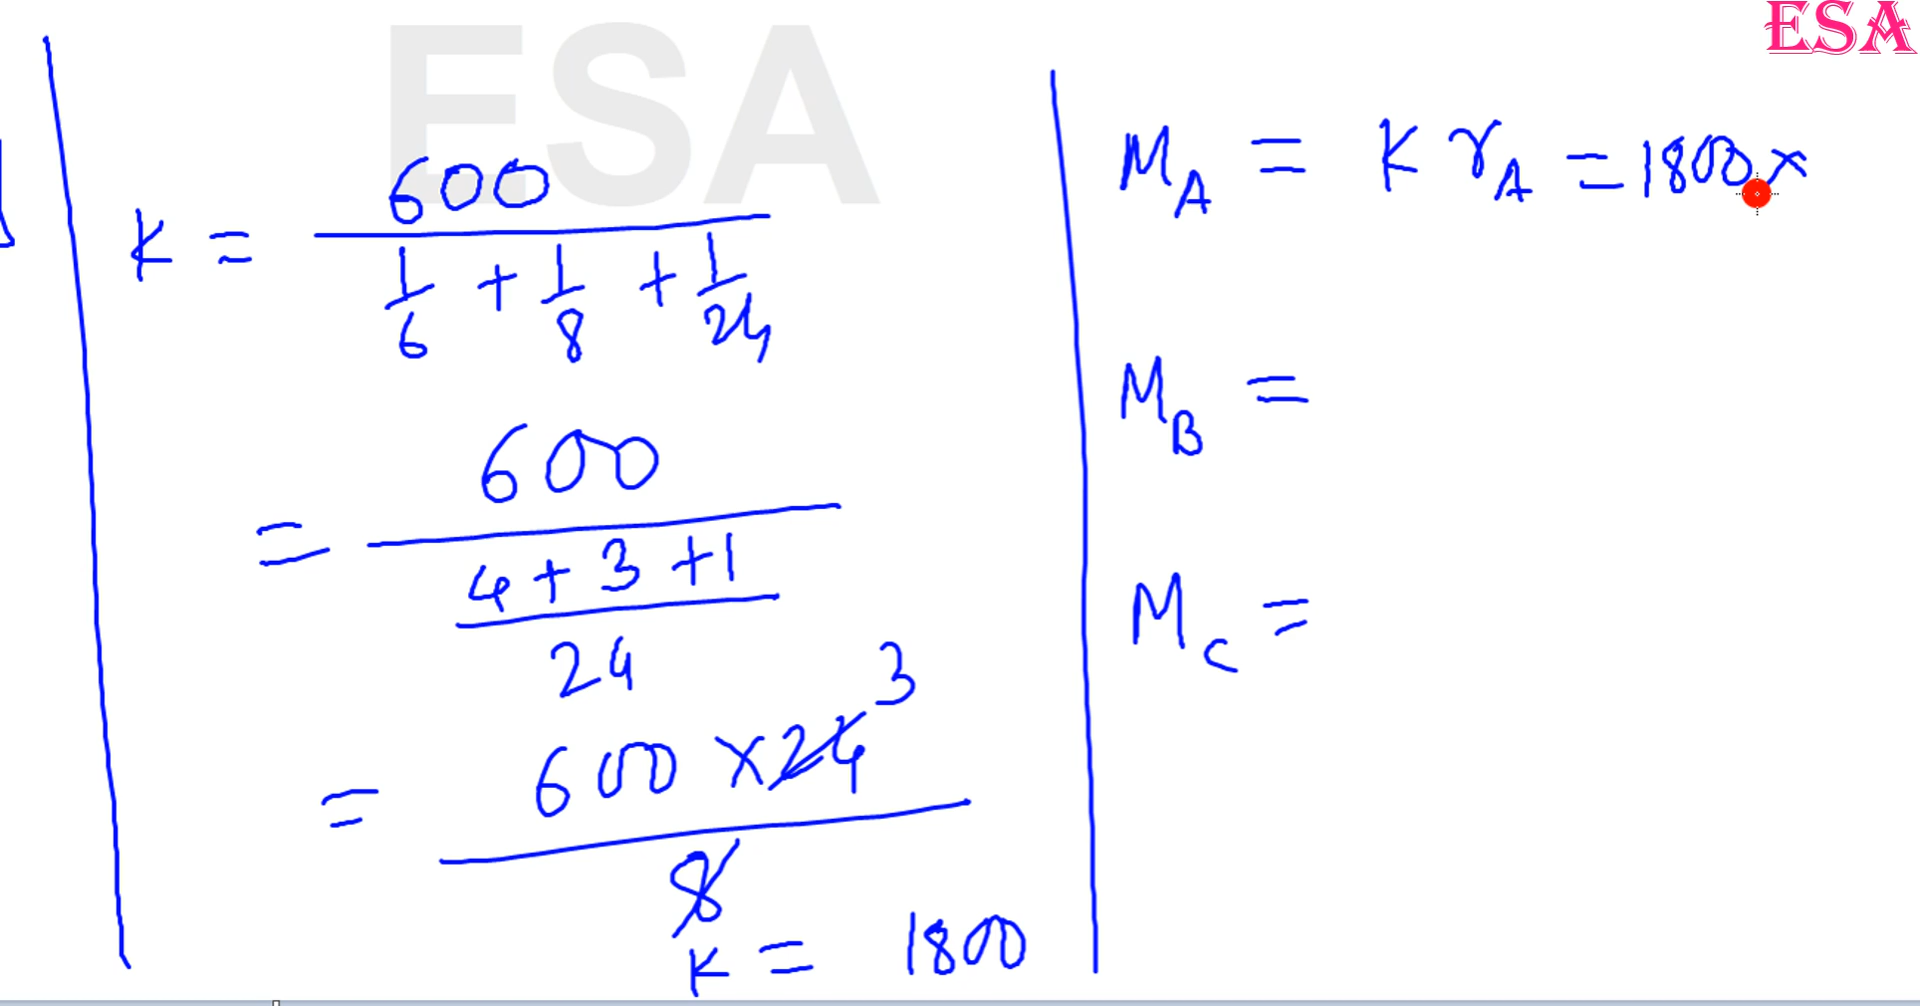 ESA
ESA
K = 600 / (1/6 + 1/8 + 1/24)
= 600 / ((4 + 3 + 1) / 24)
= 600 × 24 3 / 8
K = 1800
M_A = K r_A = 1800 ×
M_B =
M_C =